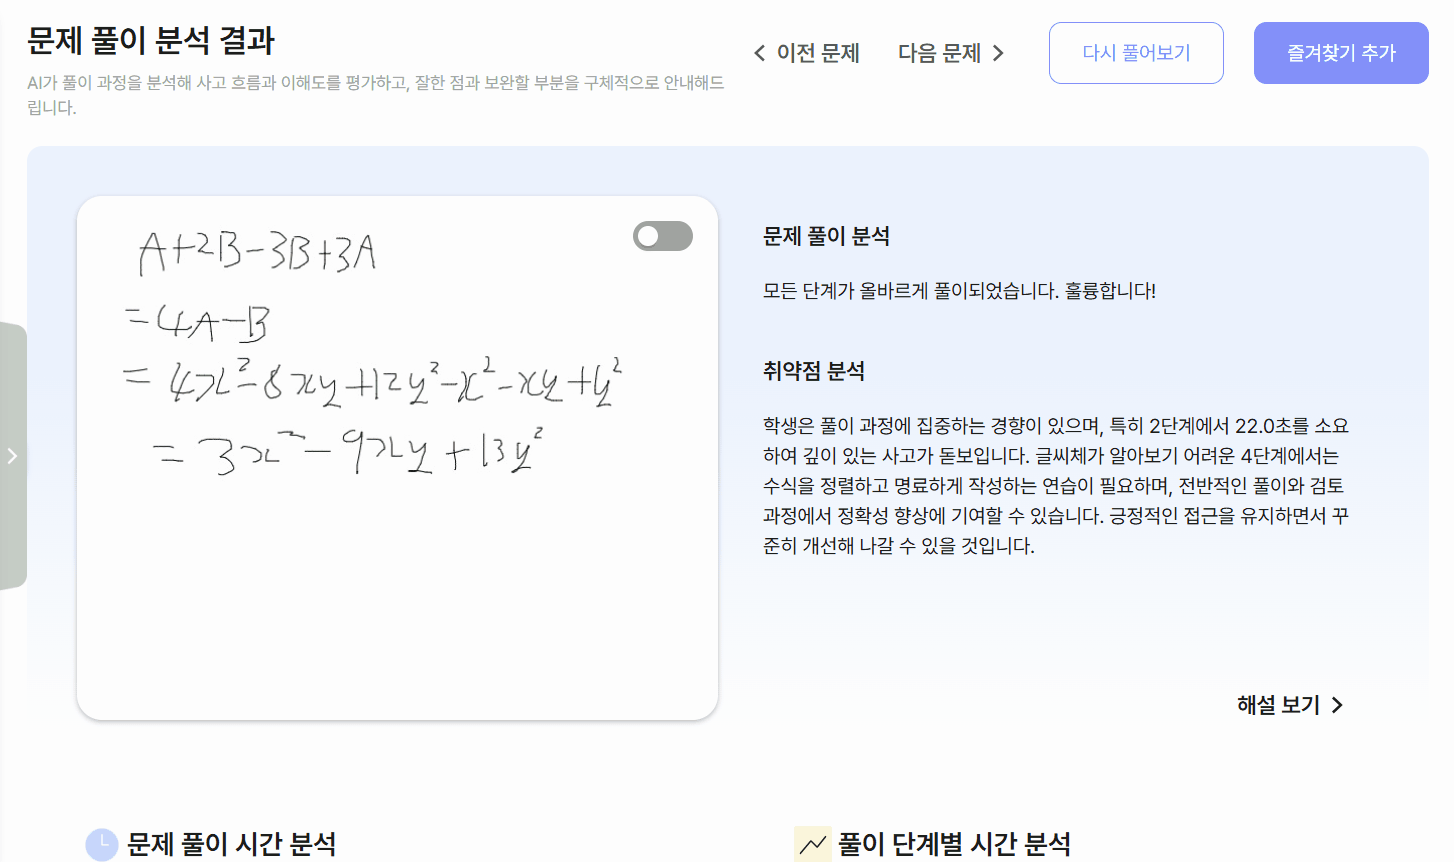 문제 풀이 분석 결과
AI가 풀이 과정을 분석해 사고 흐름과 이해도를 평가하고, 잘한 점과 보완할 부분을 구체적으로 안내해드
립니다.
이전 문제
다음 문제
다시 풀어보기
즐겨찾기 추가
A+2B-3B+3A
=4A-B
=4x²-8xy+12y²-x²-xy+y²
=3x²-9xy+13y²
문제 풀이 분석
모든 단계가 올바르게 풀이되었습니다. 훌륭합니다!
취약점 분석
학생은 풀이 과정에 집중하는 경향이 있으며, 특히 2단계에서 22.0초를 소요
하여 깊이 있는 사고가 돋보입니다. 글씨체가 알아보기 어려운 4단계에서는
수식을 정렬하고 명료하게 작성하는 연습이 필요하며, 전반적인 풀이와 검토
과정에서 정확성 향상에 기여할 수 있습니다. 긍정적인 접근을 유지하면서 꾸
준히 개선해 나갈 수 있을 것입니다.
해설 보기
문제 풀이 시간 분석
풀이 단계별 시간 분석